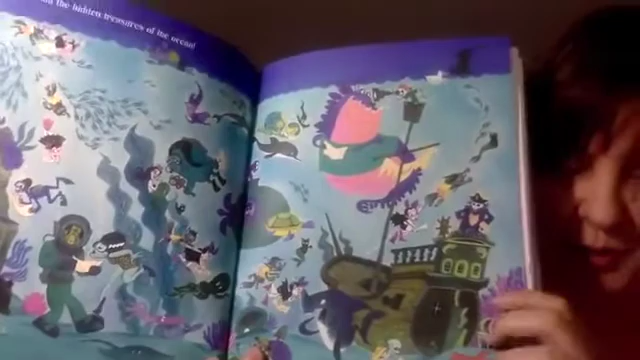 the hidden treasures of the ocean!